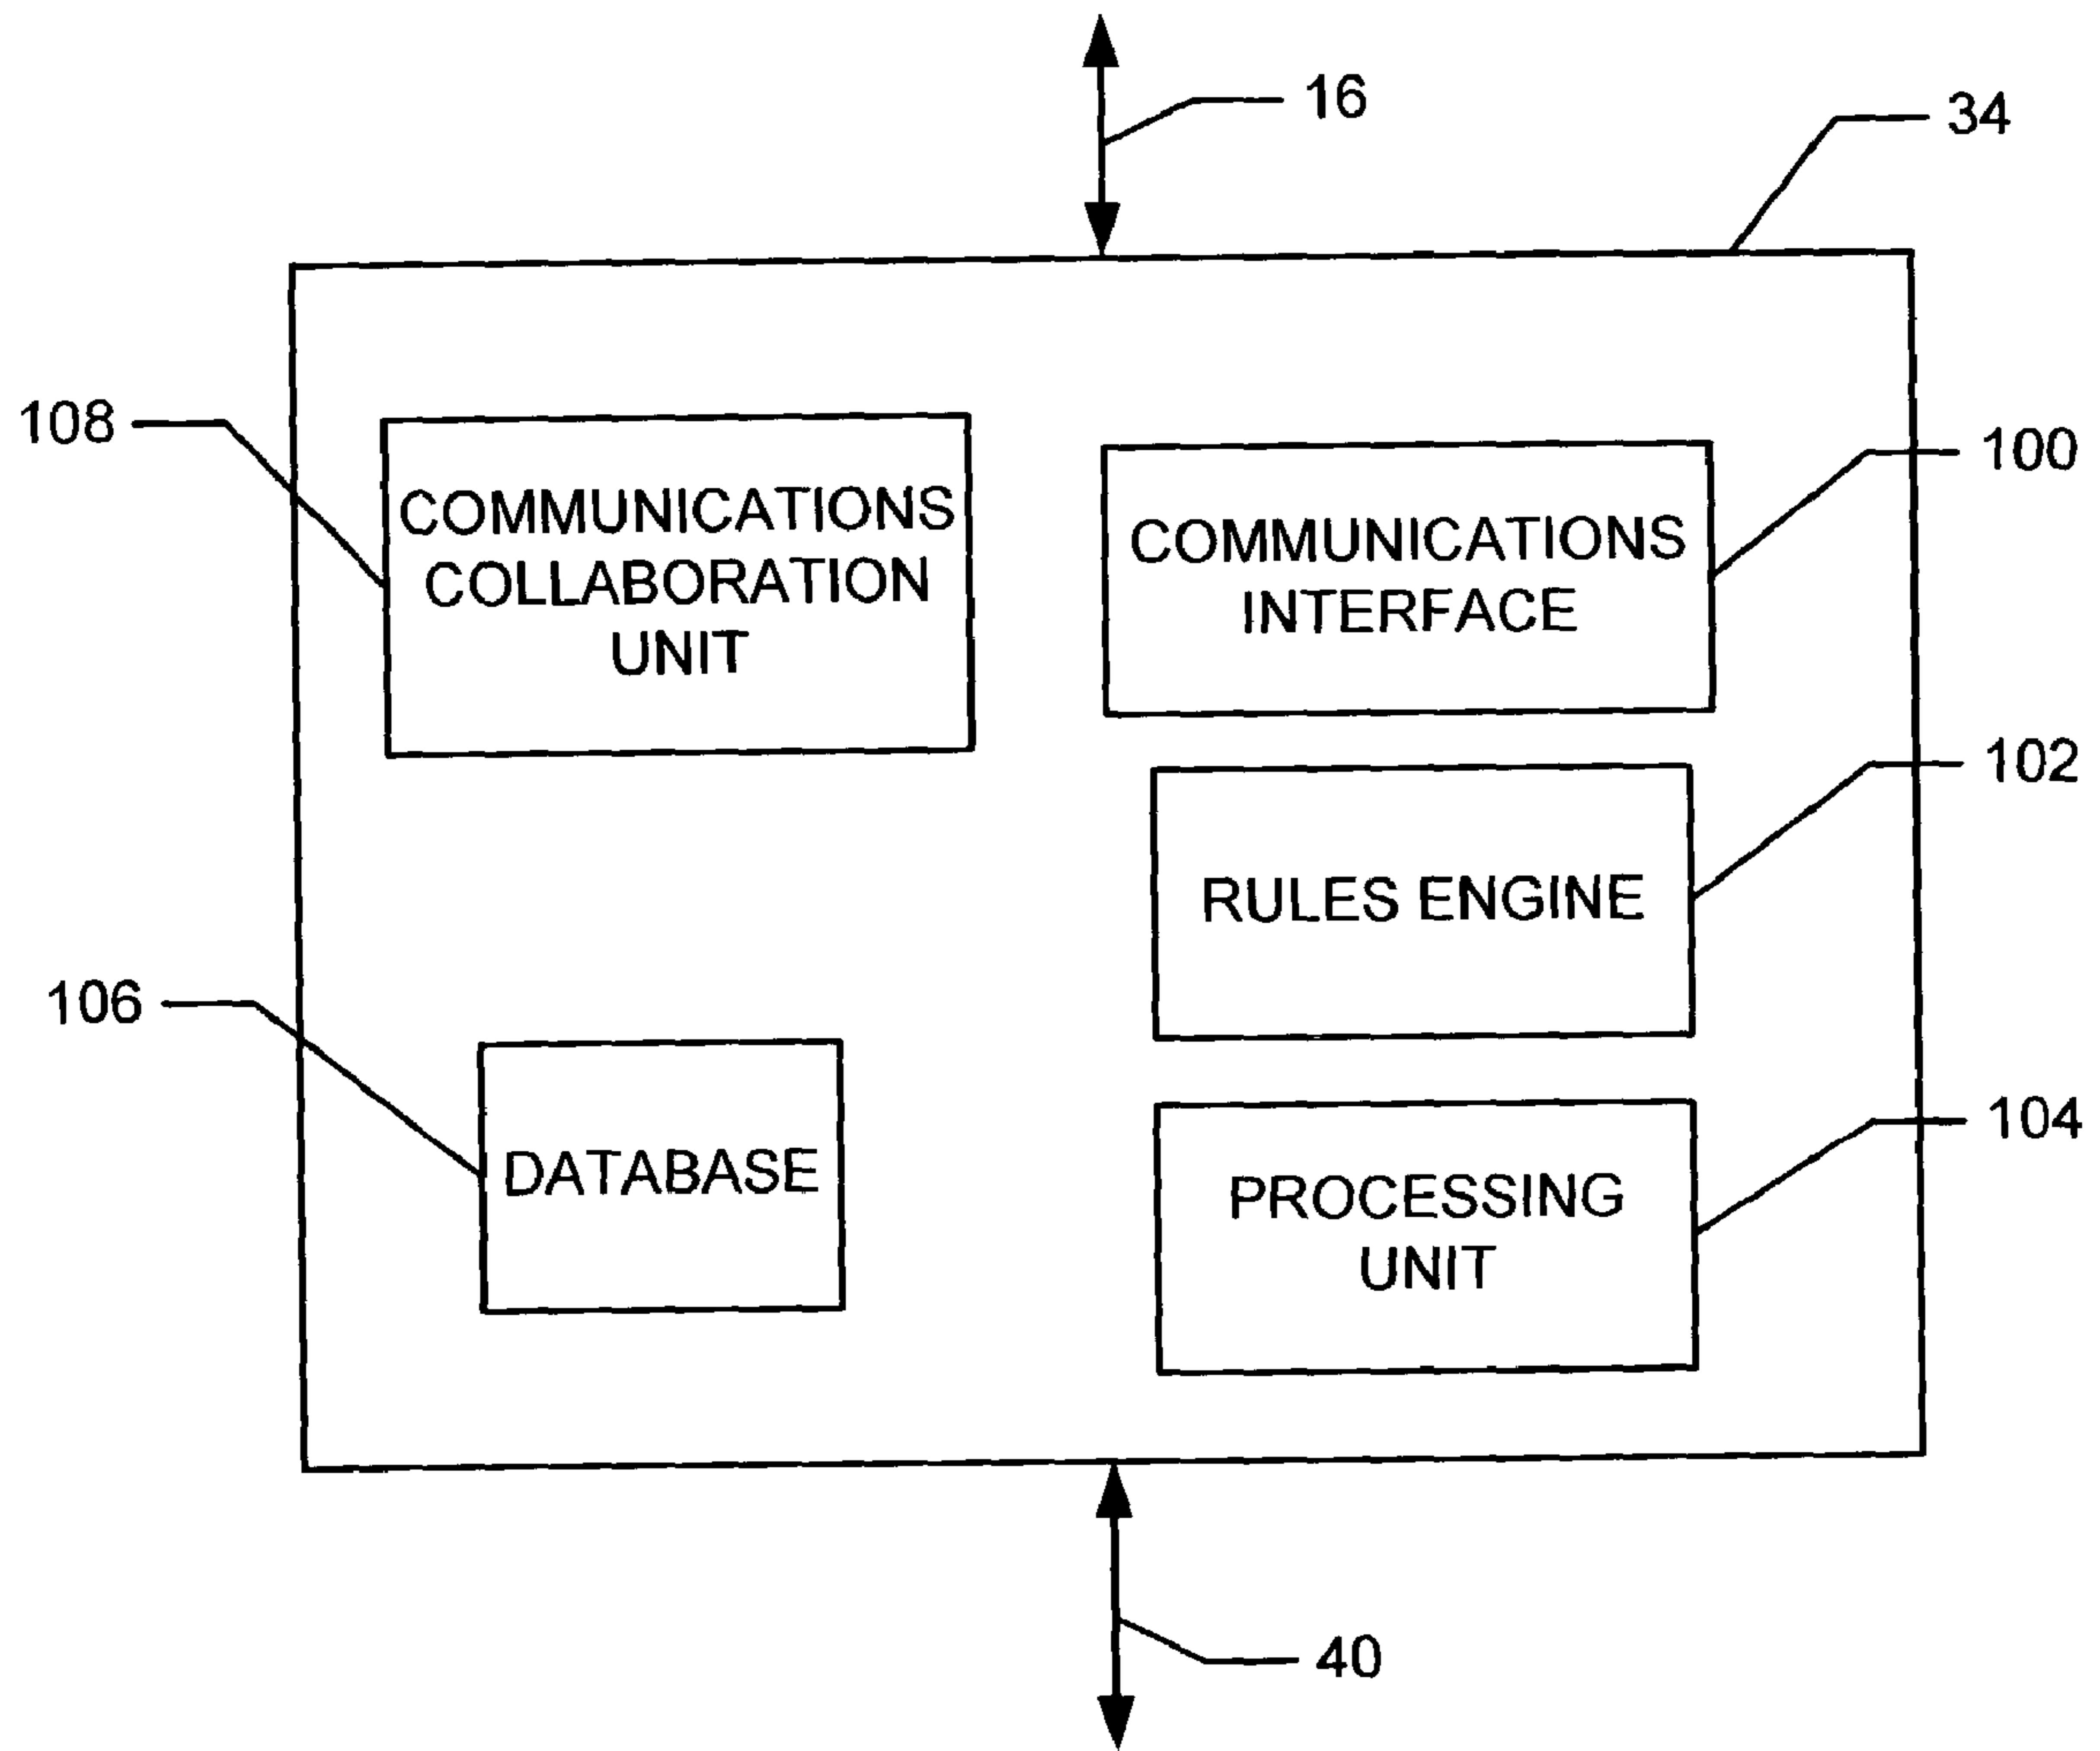 16
34
108
COMMUNICATIONS
COLLABORATION
UNIT
COMMUNICATIONS
INTERFACE
100
102
RULES ENGINE
106
DATABASE
104
PROCESSING
UNIT
40